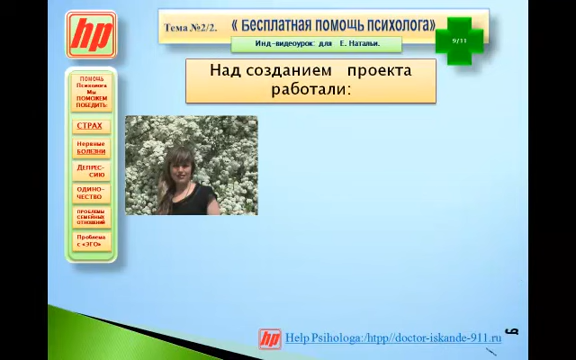 hp
Тема №2/2.
« Бесплатная помощь психолога»
Инд-видеоурок: для Е. Натальи.
9/11
Над созданием проекта
работали:
ПОМОЩЬ
Психолога
Мы
ПОМОЖЕМ
ПОБЕДИТЬ:
СТРАХ
Нервные
БОЛЕЗНИ
ДЕПРЕС-
СИЮ
ОДИНО-
ЧЕСТВО
ПРОБЛЕМЫ
СЕМЕЙНЫХ
ОТНОШЕНИЙ
Проблема
с «ЭГО»
hp
Help Psihologa:/htpp//doctor-iskande-911.ru